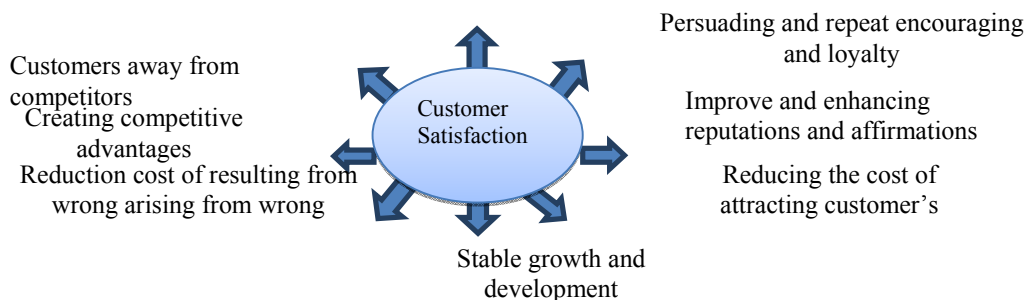 Persuading and repeat encouraging
and loyalty
Customers away from
competitors
Customer
Satisfaction
Improve and enhancing
reputations and affirmations
Creating competitive
advantages
Reduction cost of resulting from
wrong arising from wrong
Reducing the cost of
attracting customer’s
Stable growth and
development